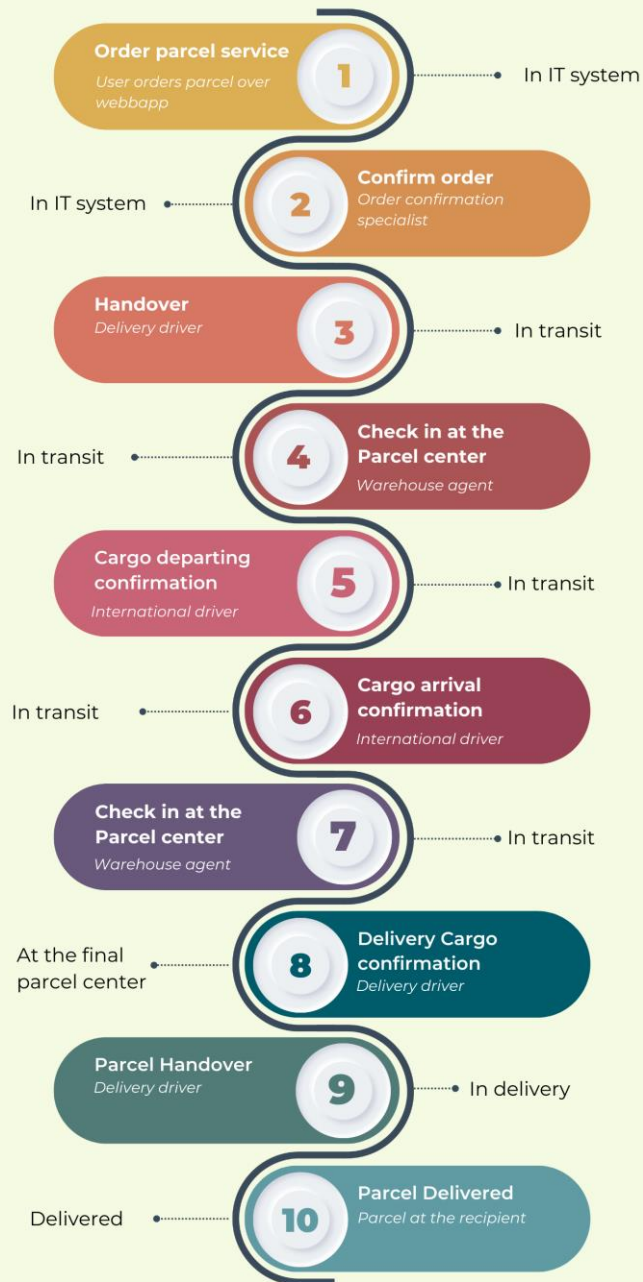 Order parcel service
User orders parcel over
webbapp
1
In IT system
In IT system
2
Confirm order
Order confirmation
specialist
Handover
Delivery driver
3
In transit
In transit
4
Check in at the
Parcel center
Warehouse agent
Cargo departing
confirmation
International driver
5
In transit
In transit
6
Cargo arrival
confirmation
International driver
Check in at the
Parcel center
Warehouse agent
7
In transit
At the final
parcel center
8
Delivery Cargo
confirmation
Delivery driver
Parcel Handover
Delivery driver
9
In delivery
Delivered
10
Parcel Delivered
Parcel at the recipient